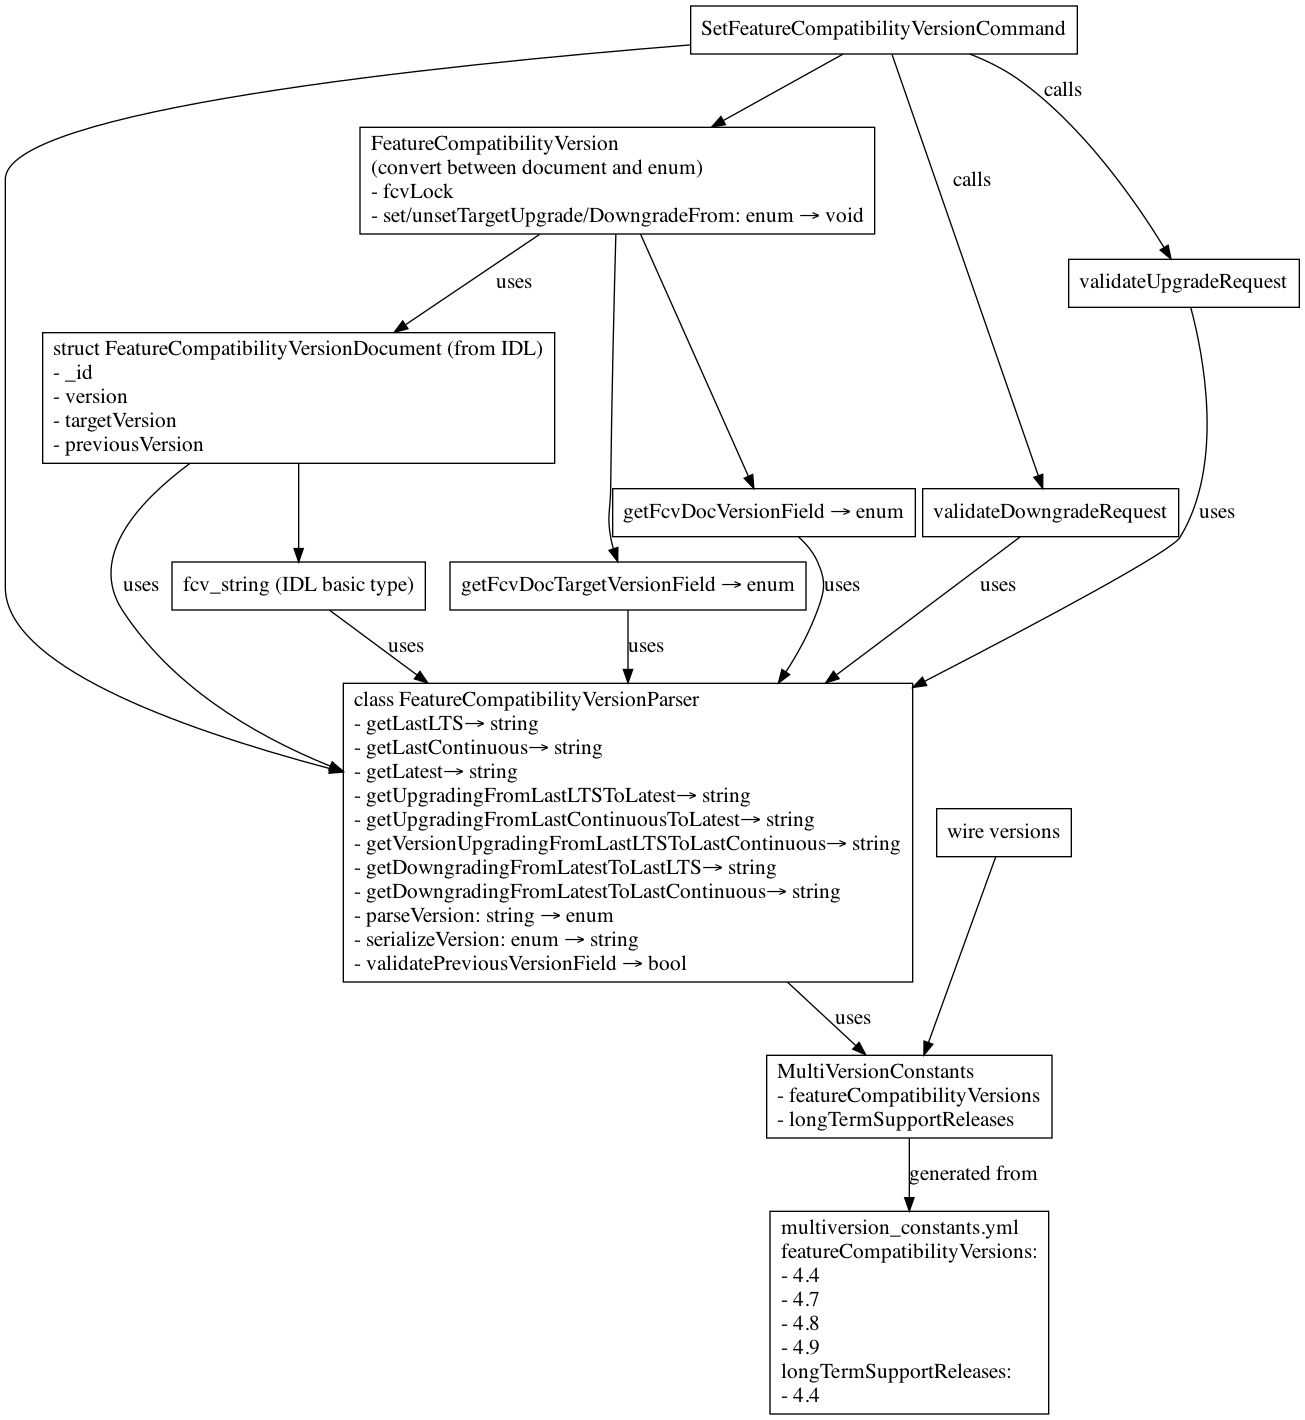 SetFeatureCompatibilityVersionCommand
calls
FeatureCompatibilityVersion
(convert between document and enum)
- fcvLock
- set/unsetTargetUpgrade/DowngradeFrom: enum → void
calls
validateUpgradeRequest
uses
struct FeatureCompatibilityVersionDocument (from IDL)
- _id
- version
- targetVersion
- previousVersion
getFcvDocVersionField → enum
validateDowngradeRequest
uses
uses
fcv_string (IDL basic type)
getFcvDocTargetVersionField → enum
uses
uses
uses
uses
class FeatureCompatibilityVersionParser
- getLastLTS→ string
- getLastContinuous→ string
- getLatest→ string
- getUpgradingFromLastLTSToLatest→ string
- getUpgradingFromLastContinuousToLatest→ string
- getVersionUpgradingFromLastLTSToLastContinuous→ string
- getDowngradingFromLatestToLastLTS→ string
- getDowngradingFromLatestToLastContinuous→ string
- parseVersion: string → enum
- serializeVersion: enum → string
- validatePreviousVersionField → bool
wire versions
uses
MultiVersionConstants
- featureCompatibilityVersions
- longTermSupportReleases
generated from
multiversion_constants.yml
featureCompatibilityVersions:
- 4.4
- 4.7
- 4.8
- 4.9
longTermSupportReleases:
- 4.4